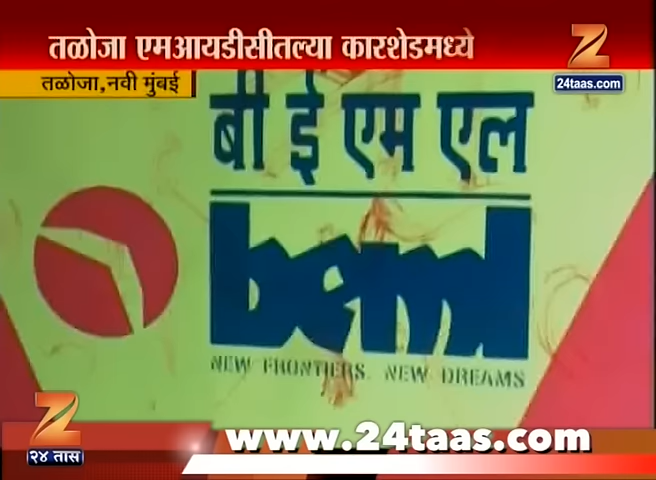 तळोजा एमआयडीसीतल्या कारशेडमध्ये
24taas.com
तळोजा,नवी मुंबई
बी ई एम एल
beml
NEW FRONTIERS. NEW DREAMS
www.24taas.com
२४ तास